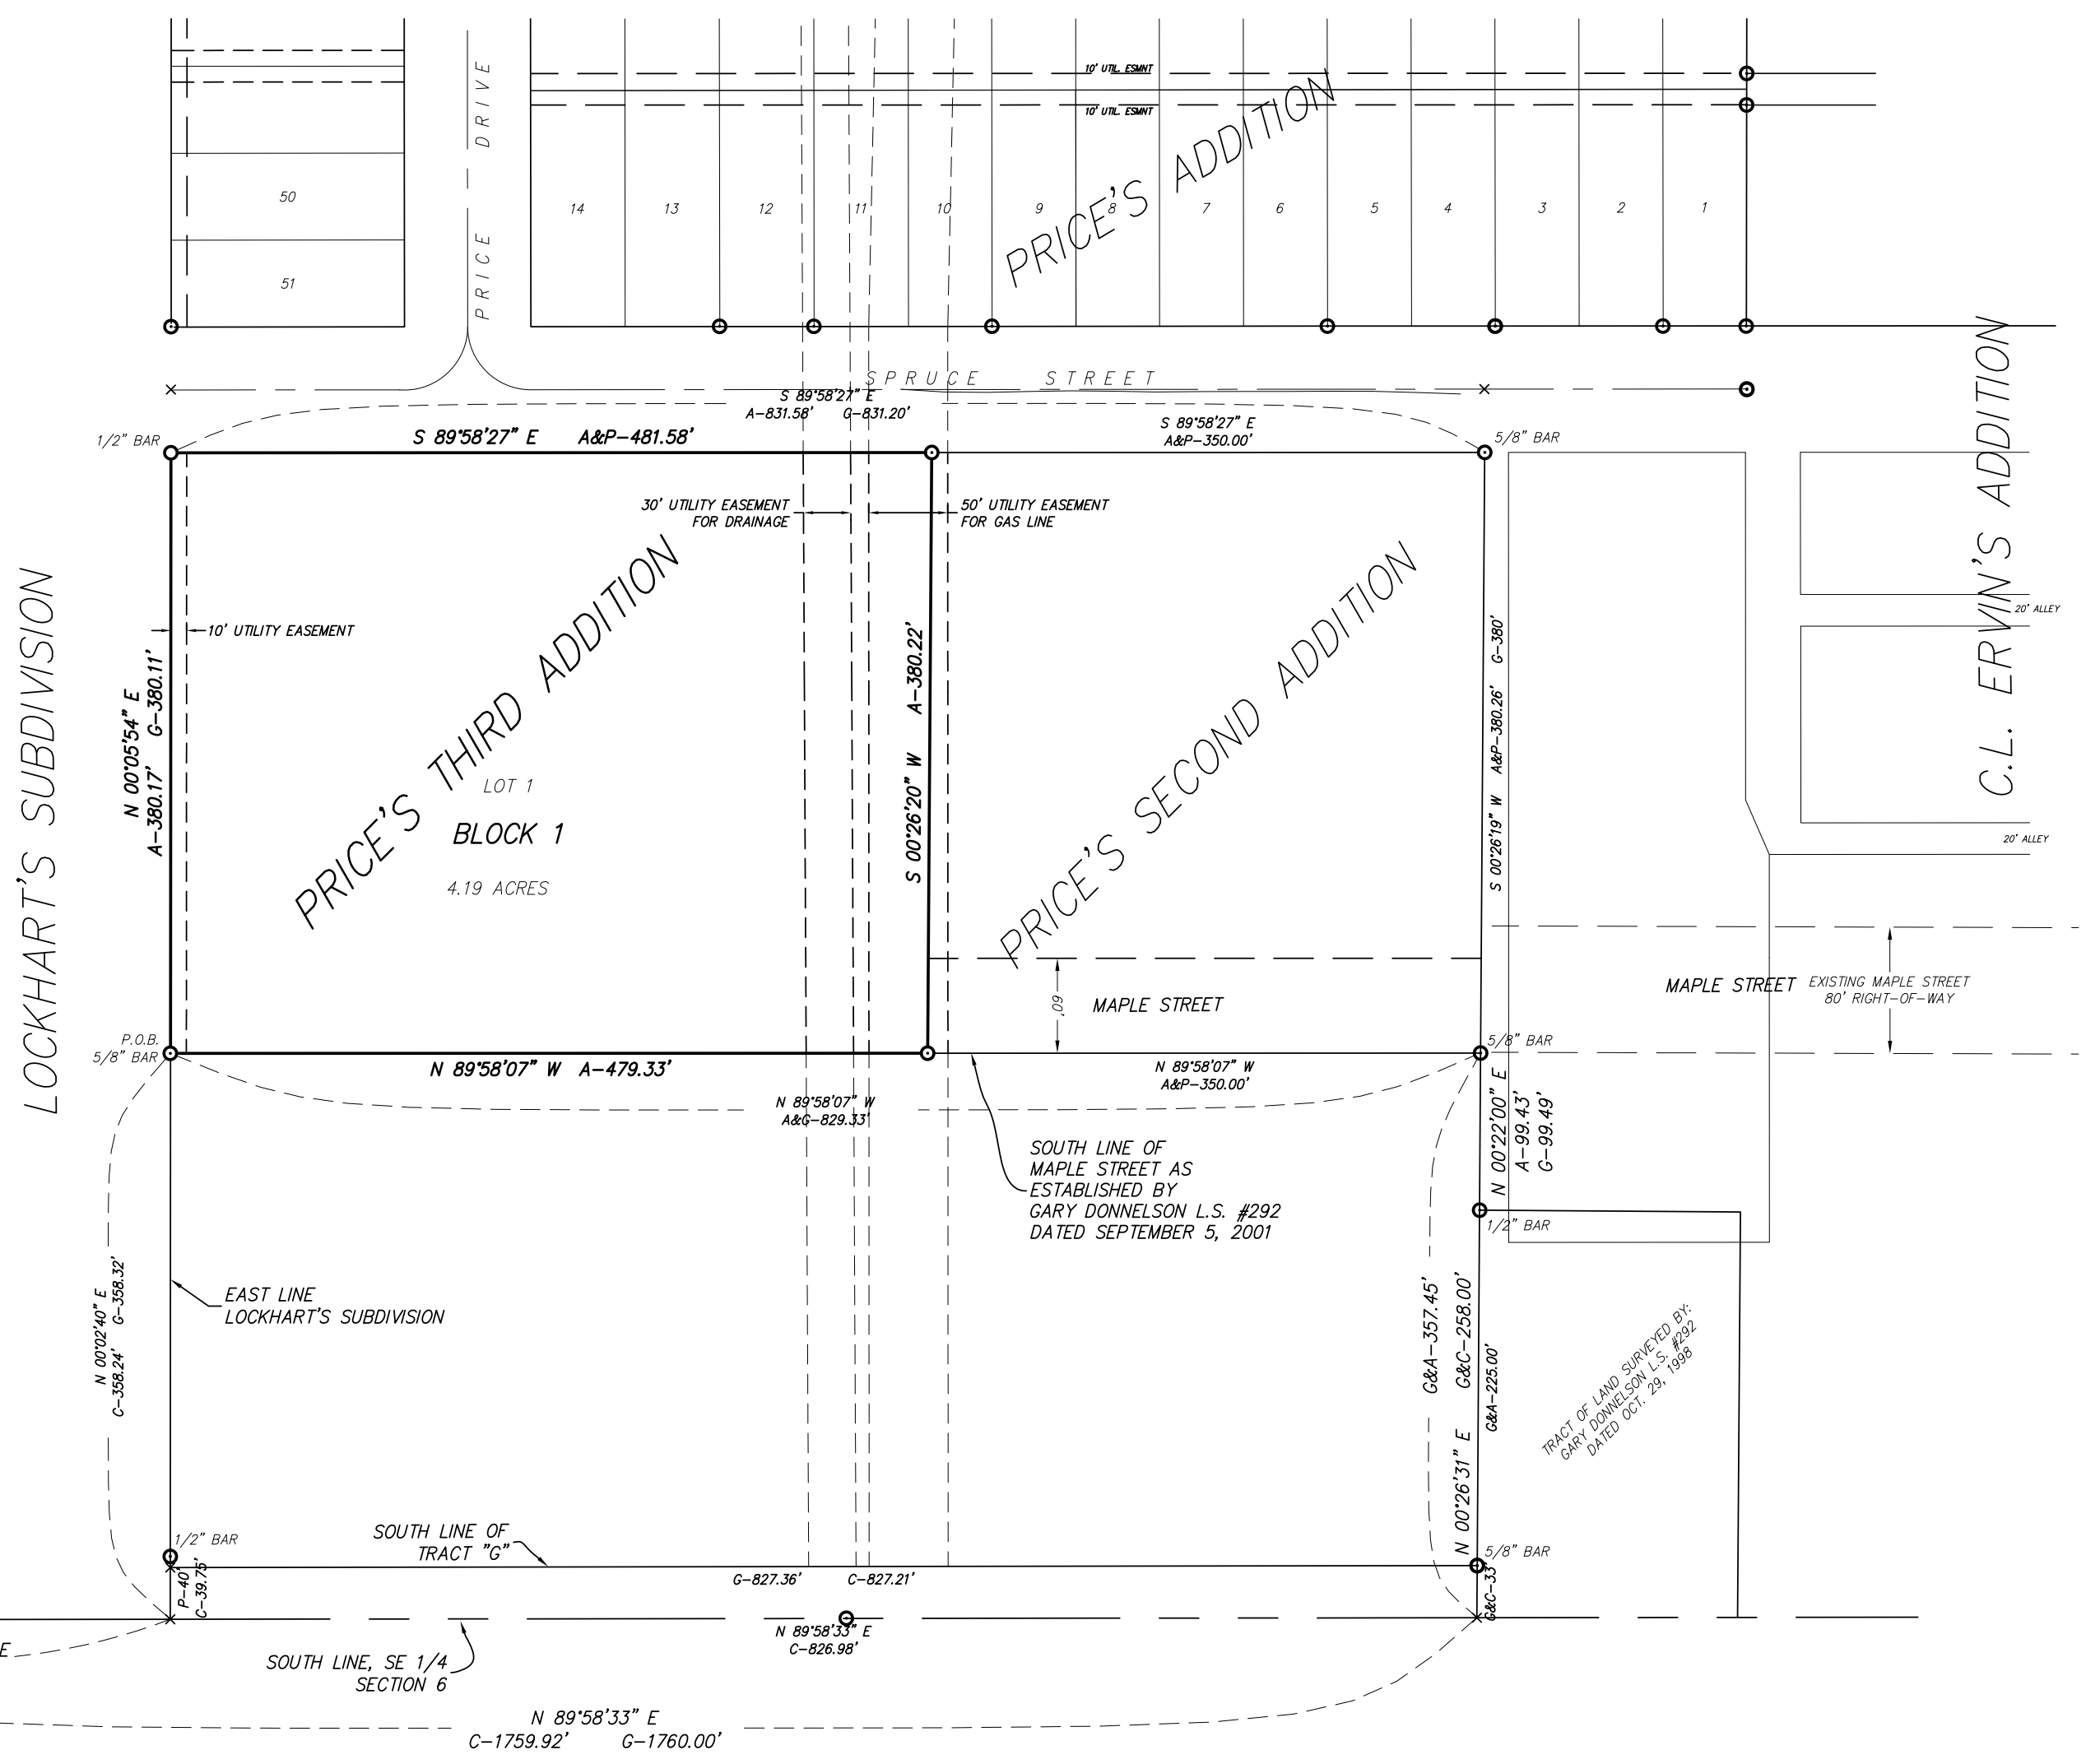 10' UTIL. ESMNT
10' UTIL. ESMNT
PRICE DRIVE
PRICE'S ADDITION
50
51
14
13
12
11
10
9
8
7
6
5
4
3
2
1
SPRUCE STREET
S 89°58'27" E
A-831.58' G-831.20'
1/2" BAR
S 89°58'27" E A&P-481.58'
S 89°58'27" E
A&P-350.00'
5/8" BAR
C.L. ERVIN'S ADDITION
20' ALLEY
20' ALLEY
30' UTILITY EASEMENT
FOR DRAINAGE
50' UTILITY EASEMENT
FOR GAS LINE
LOCKHART'S SUBDIVISION
10' UTILITY EASEMENT
N 00°05'54" E
A-380.17' G-380.11'
PRICE'S THIRD ADDITION
LOT 1
BLOCK 1
4.19 ACRES
S 00°26'20" W A-380.22'
PRICE'S SECOND ADDITION
S 00°26'19" W A&P-380.26' G-380'
60'
MAPLE STREET
MAPLE STREET
EXISTING MAPLE STREET
80' RIGHT-OF-WAY
P.O.B.
5/8" BAR
N 89°58'07" W A-479.33'
N 89°58'07" W
A&P-350.00'
5/8" BAR
N 89°58'07" W
A&G-829.33'
N 00°22'00" E
A-99.43'
G-99.49'
SOUTH LINE OF
MAPLE STREET AS
ESTABLISHED BY
GARY DONNELSON L.S. #292
DATED SEPTEMBER 5, 2001
1/2" BAR
EAST LINE
LOCKHART'S SUBDIVISION
N 00°02'40" E
C-358.24' G-358.32'
G&A-357.45'
N 00°26'31" E G&C-258.00'
G&A-225.00'
TRACT OF LAND SURVEYED BY:
GARY DONNELSON L.S. #292
DATED OCT. 29, 1998
1/2" BAR
SOUTH LINE OF
TRACT "G"
5/8" BAR
P-40'
C-39.75'
G-827.36' C-827.21'
G&C-33'
N 89°58'33" E
C-826.98'
E
SOUTH LINE, SE 1/4
SECTION 6
N 89°58'33" E
C-1759.92' G-1760.00'